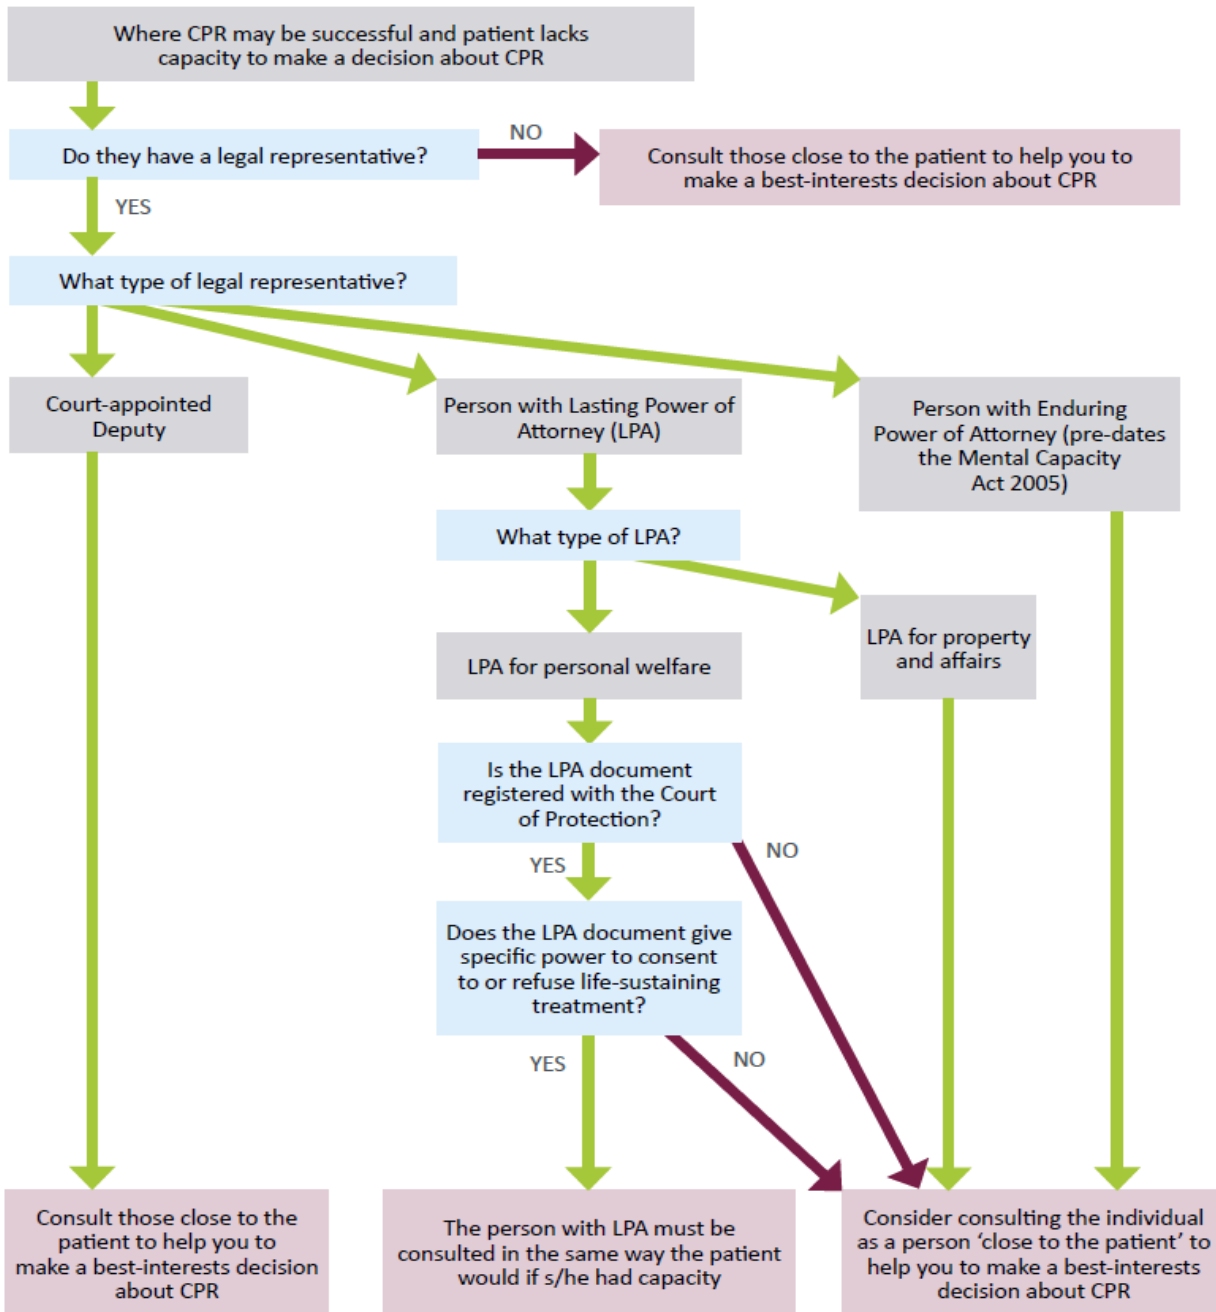 Where CPR may be successful and patient lacks
capacity to make a decision about CPR
NO
Do they have a legal representative?
Consult those close to the patient to help you to
make a best-interests decision about CPR
YES
What type of legal representative?
Court-appointed
Deputy
Person with Lasting Power of
Attorney (LPA)
Person with Enduring
Power of Attorney (pre-dates
the Mental Capacity
Act 2005)
What type of LPA?
LPA for personal welfare
LPA for property
and affairs
Is the LPA document
registered with the Court
of Protection?
YES
NO
Does the LPA document give
specific power to consent
to or refuse life-sustaining
treatment?
YES
NO
Consult those close to the
patient to help you to
make a best-interests decision
about CPR
The person with LPA must be
consulted in the same way the patient
would if s/he had capacity
Consider consulting the individual
as a person ‘close to the patient’ to
help you to make a best-interests
decision about CPR